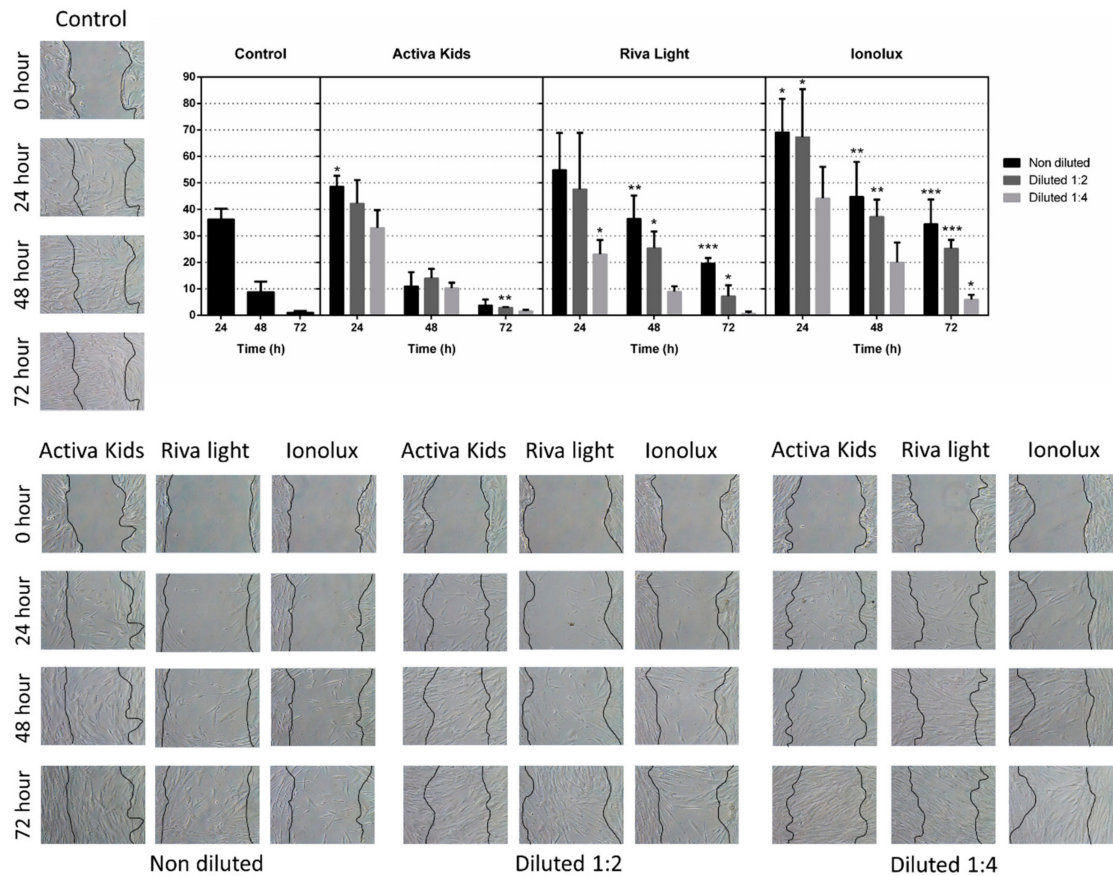 Control
0 hour
24 hour
48 hour
72 hour
Control
Activa Kids
Riva Light
Ionolux
90
80
70
60
50
40
30
20
10
0
*
*
**
**
*
***
*
*
*
**
**
***
***
*
24 48 72
24 48 72
24 48 72
24 48 72
Time (h)
Time (h)
Time (h)
Time (h)
Non diluted
Diluted 1:2
Diluted 1:4
Activa Kids Riva light Ionolux
Activa Kids Riva light Ionolux
Activa Kids Riva light Ionolux
0 hour
24 hour
48 hour
72 hour
Non diluted
Diluted 1:2
Diluted 1:4